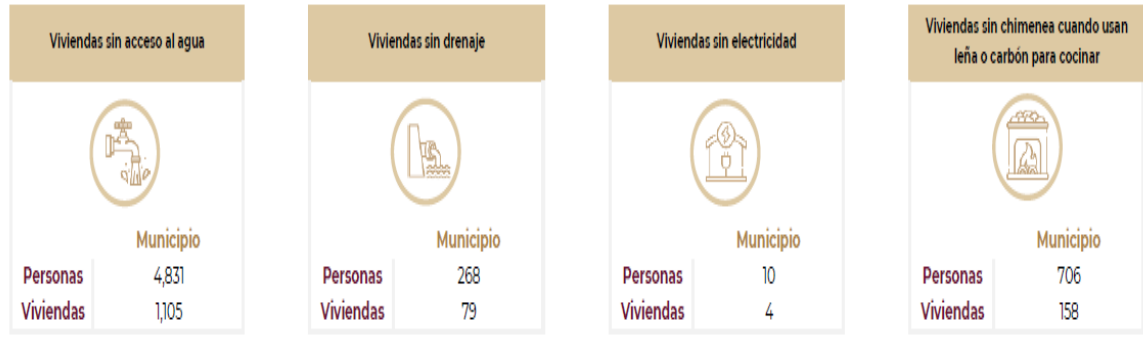 Viviendas sin acceso al agua
Municipio
Personas 4,831
Viviendas 1,105
Viviendas sin drenaje
Municipio
Personas 268
Viviendas 79
Viviendas sin electricidad
Municipio
Personas 10
Viviendas 4
Viviendas sin chimenea cuando usan
leña o carbón para cocinar
Municipio
Personas 706
Viviendas 158